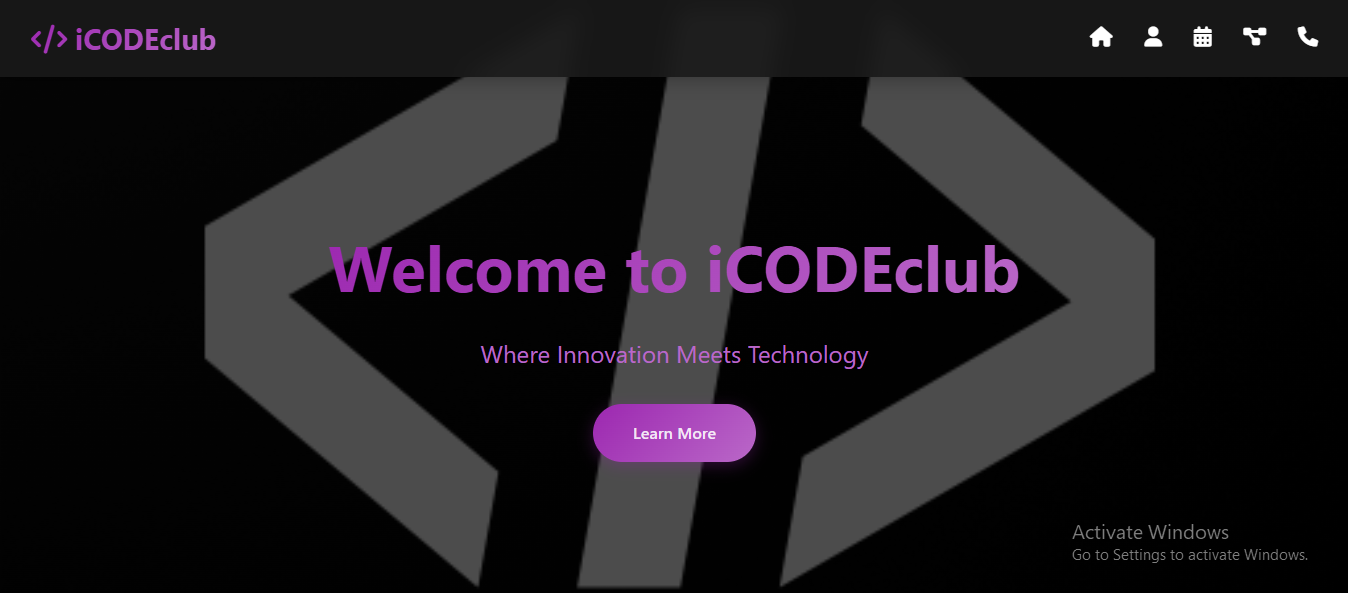 </> iCODEclub
Welcome to iCODEclub
Where Innovation Meets Technology
Learn More
Activate Windows
Go to Settings to activate Windows.